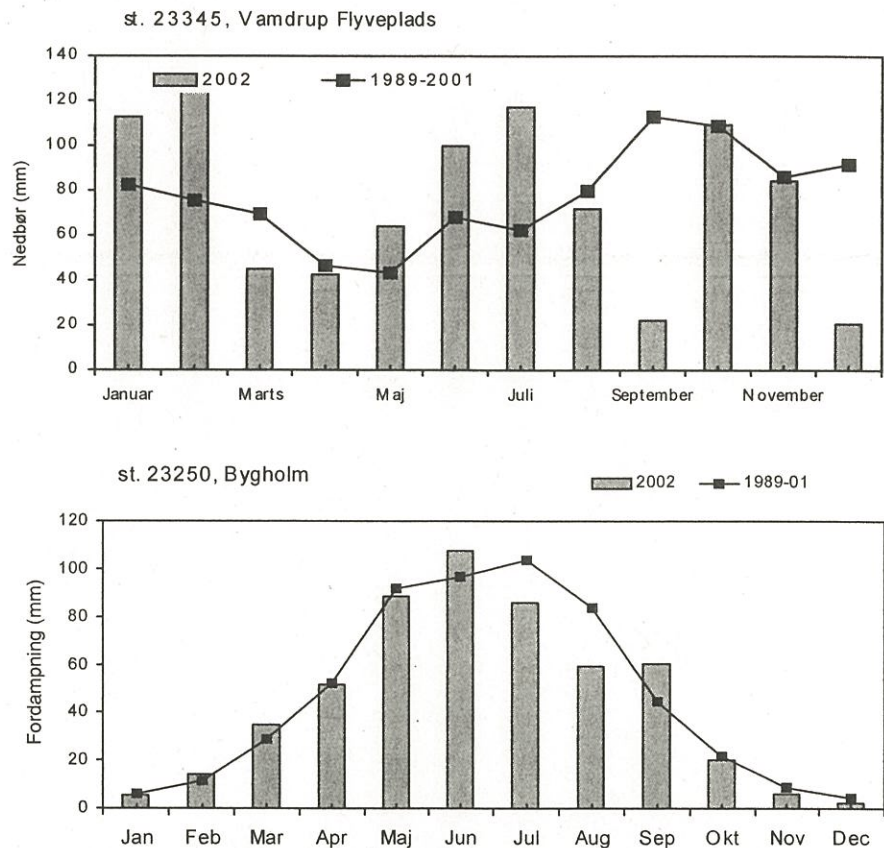 st. 23345, Vamdrup Flyveplads
140
120
100
80
60
40
20
0
Nedbør (mm)
2002
1989-2001
Januar
Marts
Maj
Juli
September
November
st. 23250, Bygholm
2002
1989-01
120
100
80
60
40
20
0
Fordampning (mm)
Jan
Feb
Mar
Apr
Maj
Jun
Jul
Aug
Sep
Okt
Nov
Dec